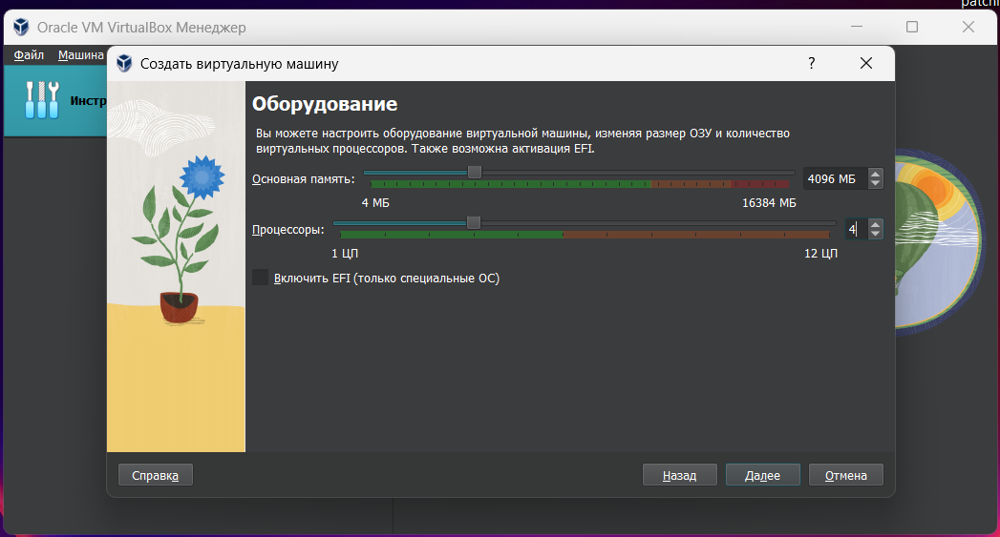 patchi
Oracle VM VirtualBox Менеджер
Файл Машина
Создать виртуальную машину ?
Инстр
Оборудование
Вы можете настроить оборудование виртуальной машины, изменяя размер ОЗУ и количество
виртуальных процессоров. Также возможна активация EFI.
Основная память: 4096 МБ
4 МБ 16384 МБ
Процессоры: 4
1 ЦП 12 ЦП
Включить EFI (только специальные ОС)
Справка Назад Далее Отмена